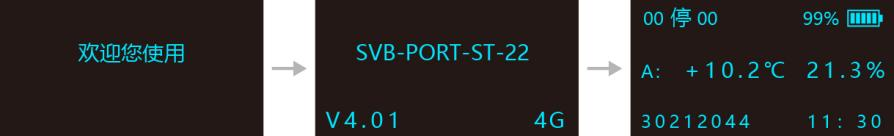 欢迎您使用
SVB-PORT-ST-22
V4.01 4G
00 停 00 99%
A: +10.2℃ 21.3%
30212044 11: 30